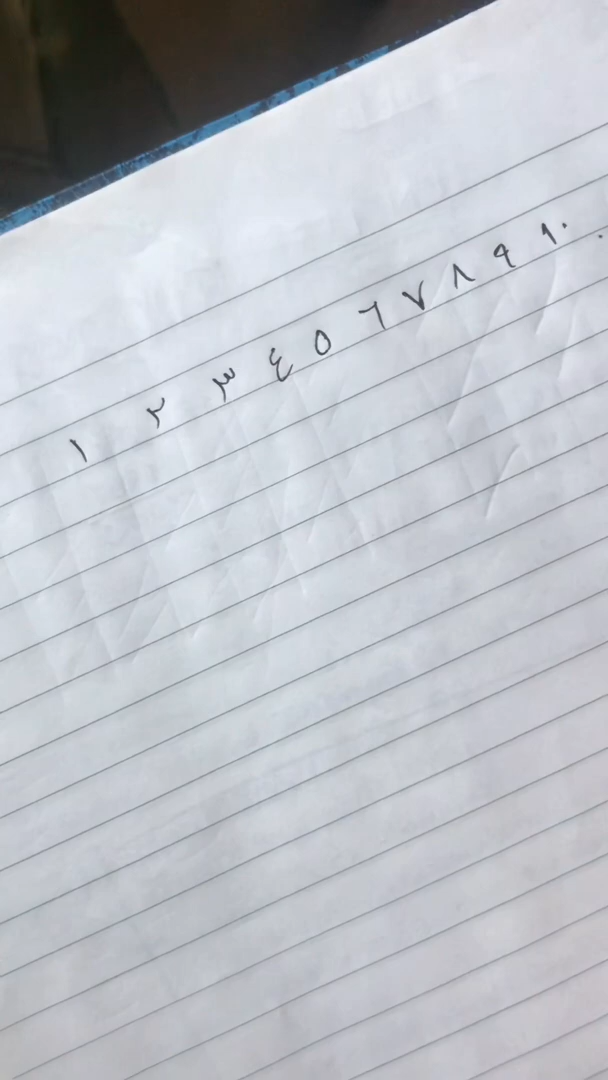 ١ ٢ ٣ ٤ ٥ ٦ ٧ ٨ ٩ ١٠